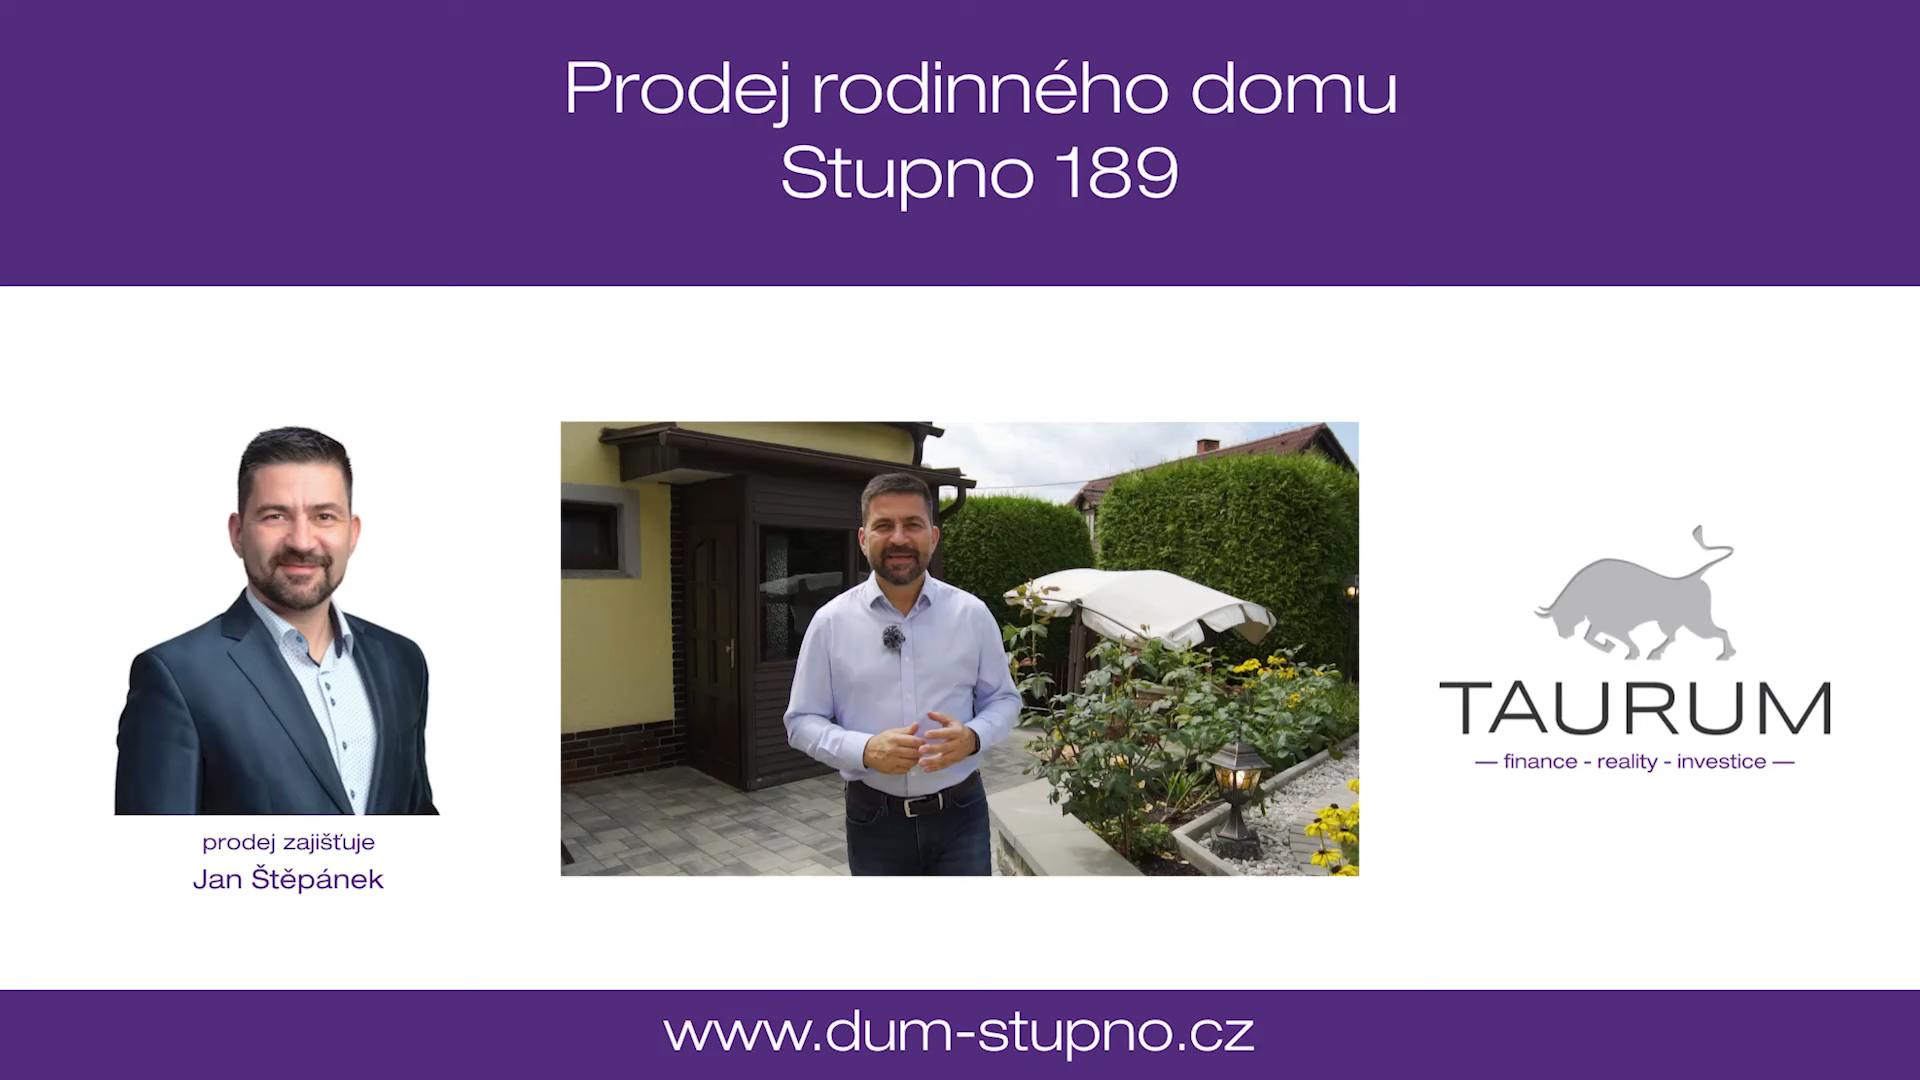 Prodej rodinného domu
Stupno 189
prodej zajišťuje
Jan Štěpánek
TAURUM
— finance - reality - investice —
www.dum-stupno.cz